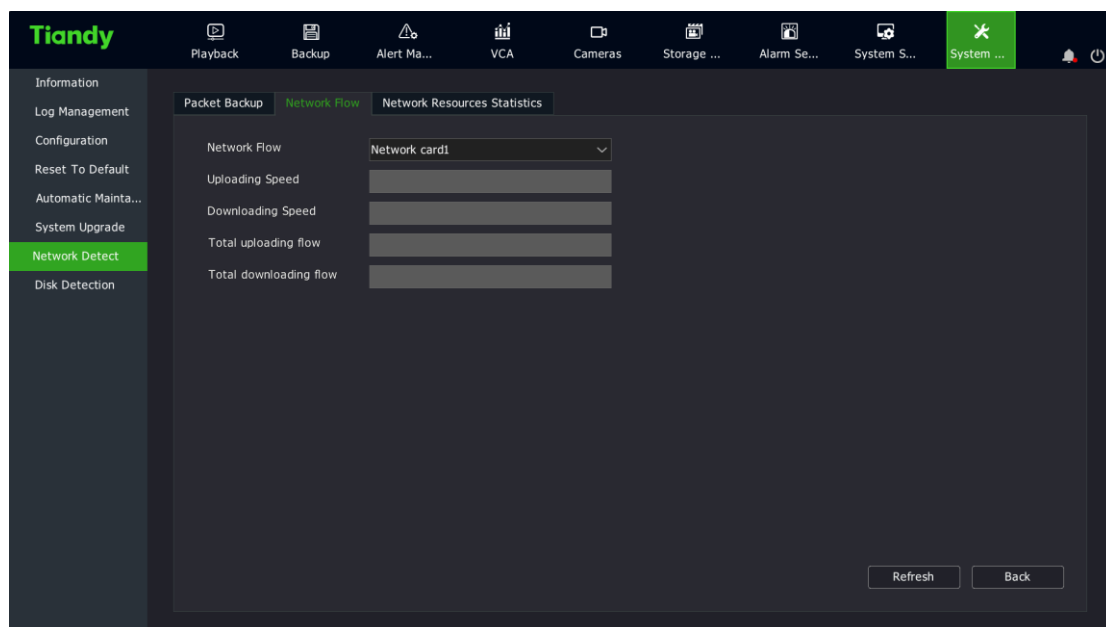 Tiandy
Playback
Backup
Alert Ma...
VCA
Cameras
Storage ...
Alarm Se...
System S...
System ...
Information
Log Management
Configuration
Reset To Default
Automatic Mainta...
System Upgrade
Network Detect
Disk Detection
Packet Backup
Network Flow
Network Resources Statistics
Network Flow
Network card1
Uploading Speed
Downloading Speed
Total uploading flow
Total downloading flow
Refresh
Back